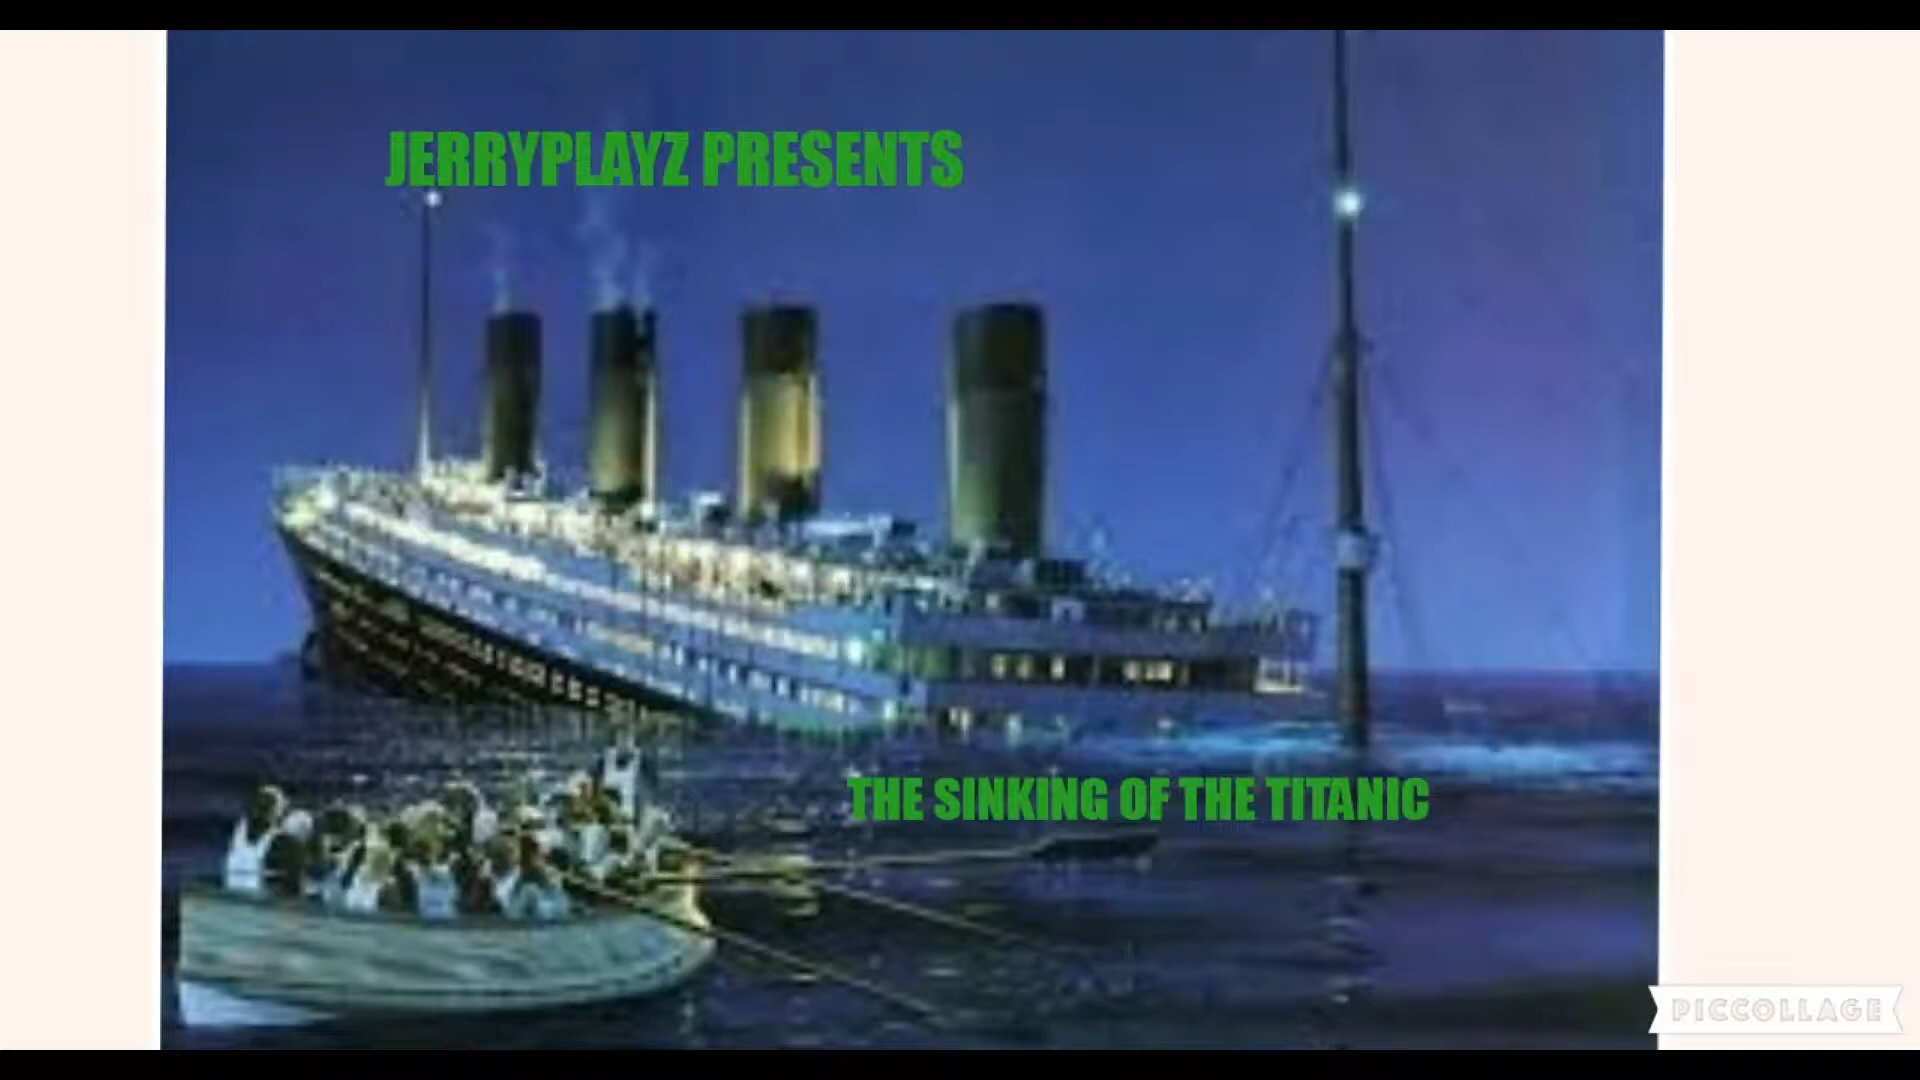 JERRYPLAYZ PRESENTS
THE SINKING OF THE TITANIC
PICCOLLAGE